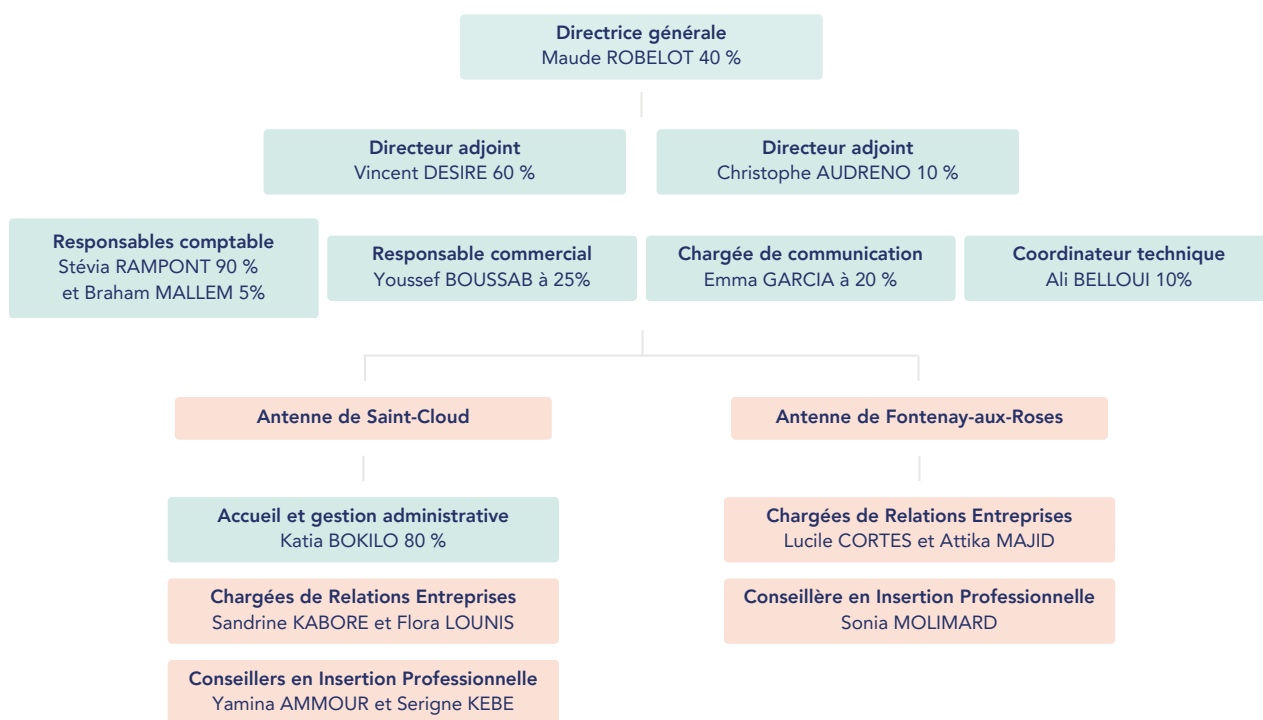 Directrice générale
Maude ROBELOT 40 %
Directeur adjoint
Vincent DESIRE 60 %
Directeur adjoint
Christophe AUDRENO 10 %
Responsables comptable
Stévia RAMPONT 90 %
et Braham MALLEM 5%
Responsable commercial
Youssef BOUSSAB à 25%
Chargée de communication
Emma GARCIA à 20 %
Coordinateur technique
Ali BELLOUI 10%
Antenne de Saint-Cloud
Antenne de Fontenay-aux-Roses
Accueil et gestion administrative
Katia BOKILO 80 %
Chargées de Relations Entreprises
Sandrine KABORE et Flora LOUNIS
Conseillers en Insertion Professionnelle
Yamina AMMOUR et Serigne KEBE
Chargées de Relations Entreprises
Lucile CORTES et Attika MAJID
Conseillère en Insertion Professionnelle
Sonia MOLIMARD